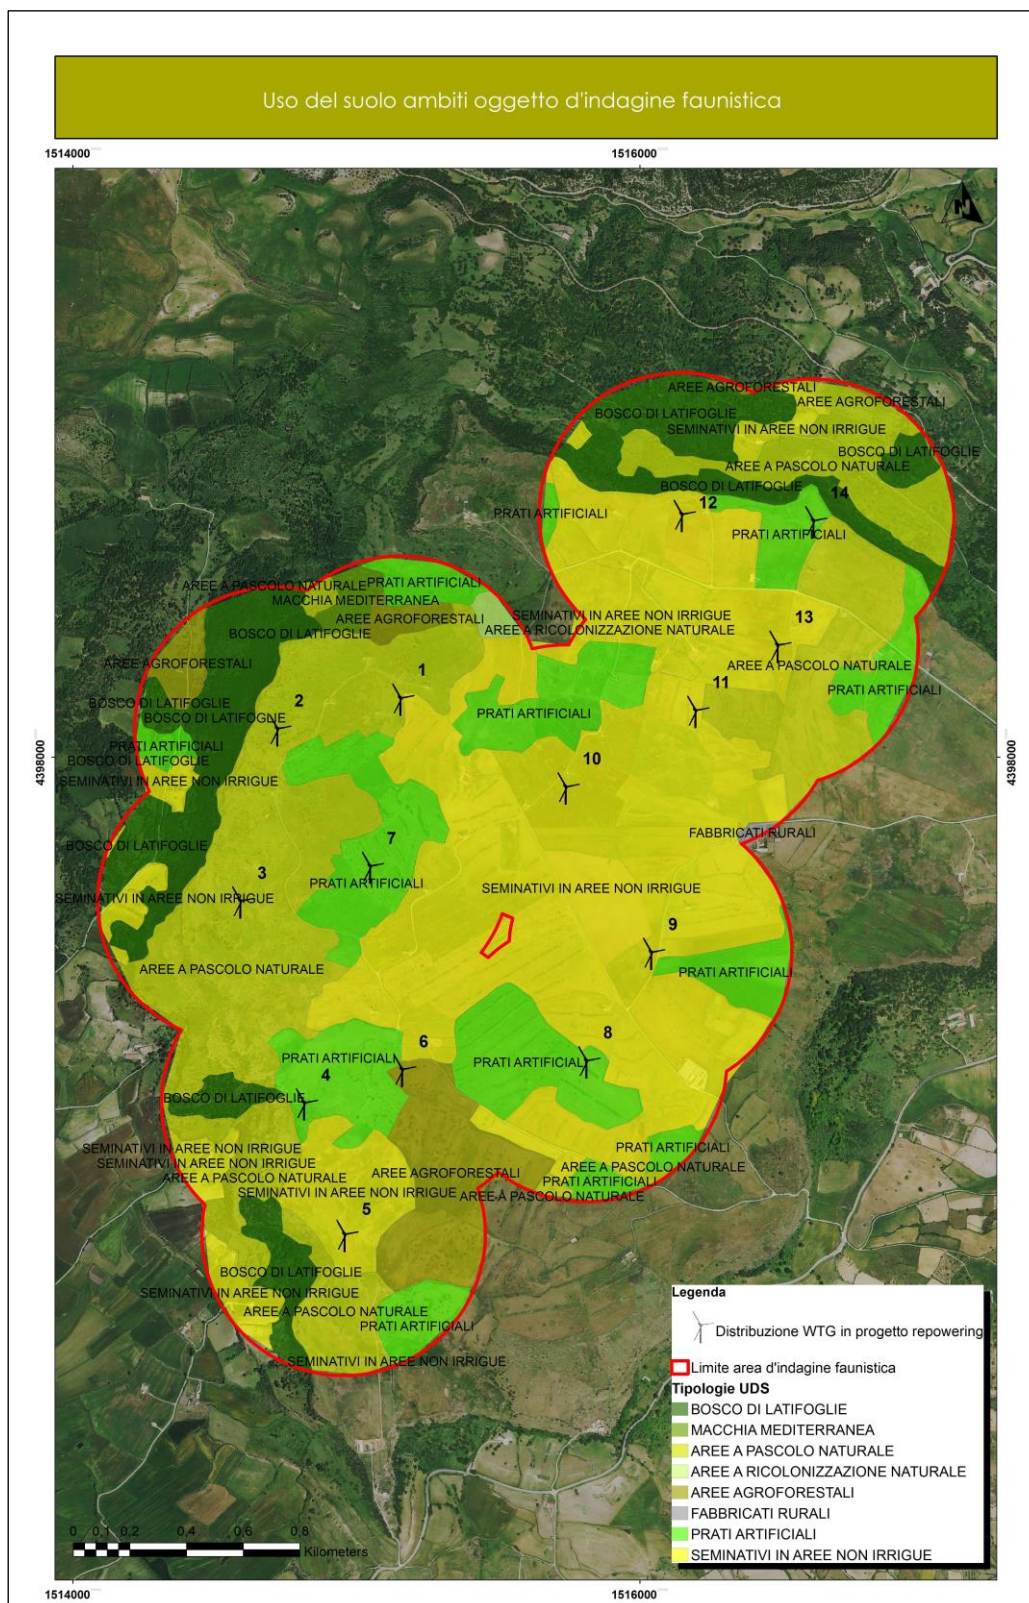 Uso del suolo ambiti oggetto d'indagine faunistica
1514000
1516000
N
AREE AGROFORESTALI
AREE AGROFORESTALI
BOSCO DI LATIFOGLIE
SEMINATIVI IN AREE NON IRRIGUE
BOSCO DI LATIFOGLIE
AREE A PASCOLO NATURALE
BOSCO DI LATIFOGLIE
14
12
PRATI ARTIFICIALI
PRATI ARTIFICIALI
AREE A PASCOLO NATURALE
PRATI ARTIFICIALI
MACCHIA MEDITERRANEA
SEMINATIVI IN AREE NON IRRIGUE
13
AREE AGROFORESTALI
AREE A RICOLONIZZAZIONE NATURALE
BOSCO DI LATIFOGLIE
AREE AGROFORESTALI
AREE A PASCOLO NATURALE
1
11
PRATI ARTIFICIALI
BOSCO DI LATIFOGLIE
2
BOSCO DI LATIFOGLIE
PRATI ARTIFICIALI
PRATI ARTIFICIALI
4398000
BOSCO DI LATIFOGLIE
10
4398000
SEMINATIVI IN AREE NON IRRIGUE
FABBRICATI RURALI
7
BOSCO DI LATIFOGLIE
3
PRATI ARTIFICIALI
SEMINATIVI IN AREE NON IRRIGUE
SEMINATIVI IN AREE NON IRRIGUE
9
AREE A PASCOLO NATURALE
PRATI ARTIFICIALI
8
6
PRATI ARTIFICIALI
PRATI ARTIFICIALI
4
BOSCO DI LATIFOGLIE
SEMINATIVI IN AREE NON IRRIGUE
PRATI ARTIFICIALI
SEMINATIVI IN AREE NON IRRIGUE
AREE A PASCOLO NATURALE
AREE AGROFORESTALI
AREE A PASCOLO NATURALE
PRATI ARTIFICIALI
SEMINATIVI IN AREE NON IRRIGUE
AREE A PASCOLO NATURALE
5
BOSCO DI LATIFOGLIE
SEMINATIVI IN AREE NON IRRIGUE
AREE A PASCOLO NATURALE
PRATI ARTIFICIALI
SEMINATIVI IN AREE NON IRRIGUE
Legenda
Distribuzione WTG in progetto repowering
Limite area d'indagine faunistica
Tipologie UDS
BOSCO DI LATIFOGLIE
MACCHIA MEDITERRANEA
AREE A PASCOLO NATURALE
AREE A RICOLONIZZAZIONE NATURALE
AREE AGROFORESTALI
FABBRICATI RURALI
PRATI ARTIFICIALI
SEMINATIVI IN AREE NON IRRIGUE
0 0,1 0,2 0,4 0,6 0,8
Kilometers
1514000
1516000